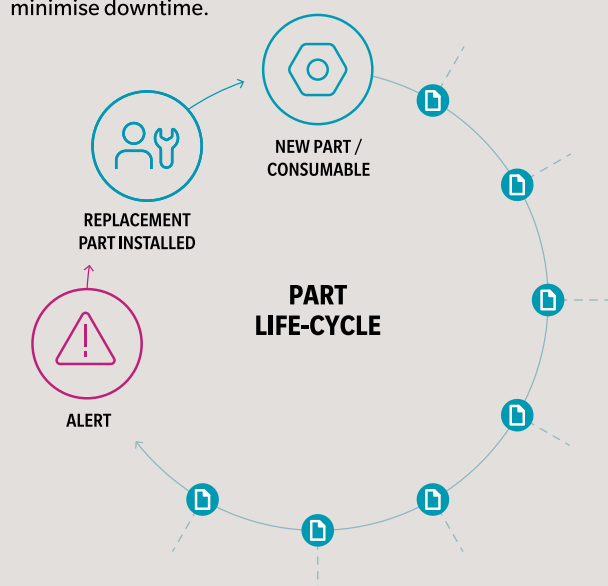 minimise downtime.
NEW PART /
CONSUMABLE
REPLACEMENT
PART INSTALLED
PART
LIFE-CYCLE
ALERT